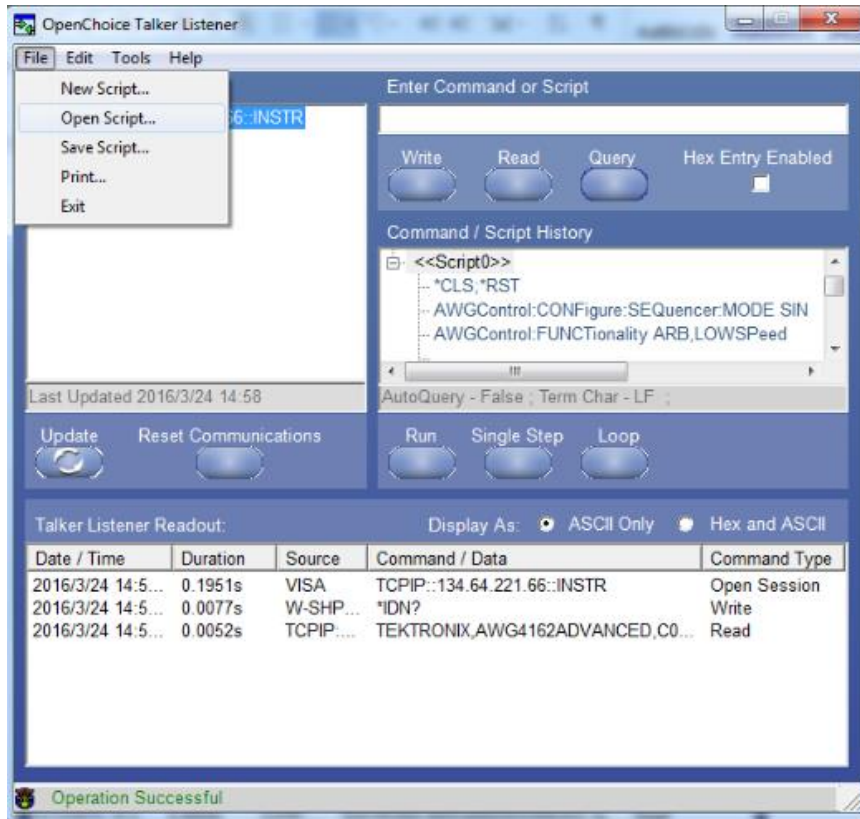 OpenChoice Talker Listener
File Edit Tools Help
New Script...
Open Script...
Save Script...
Print...
Exit
6::INSTR
Last Updated 2016/3/24 14:58
Update Reset Communications
Enter Command or Script
Write Read Query Hex Entry Enabled
Command / Script History
<<Script0>>
*CLS;*RST
AWGControl:CONFigure:SEQuencer:MODE SIN
AWGControl:FUNCTionality ARB,LOWSPeed
AutoQuery - False ; Term Char - LF ;
Run Single Step Loop
Talker Listener Readout: Display As: ASCII Only Hex and ASCII
Date / Time Duration Source Command / Data Command Type
2016/3/24 14:5... 0.1951s VISA TCPIP::134.64.221.66::INSTR Open Session
2016/3/24 14:5... 0.0077s W-SHP... *IDN? Write
2016/3/24 14:5... 0.0052s TCPIP:... TEKTRONIX,AWG4162ADVANCED,C0... Read
Operation Successful